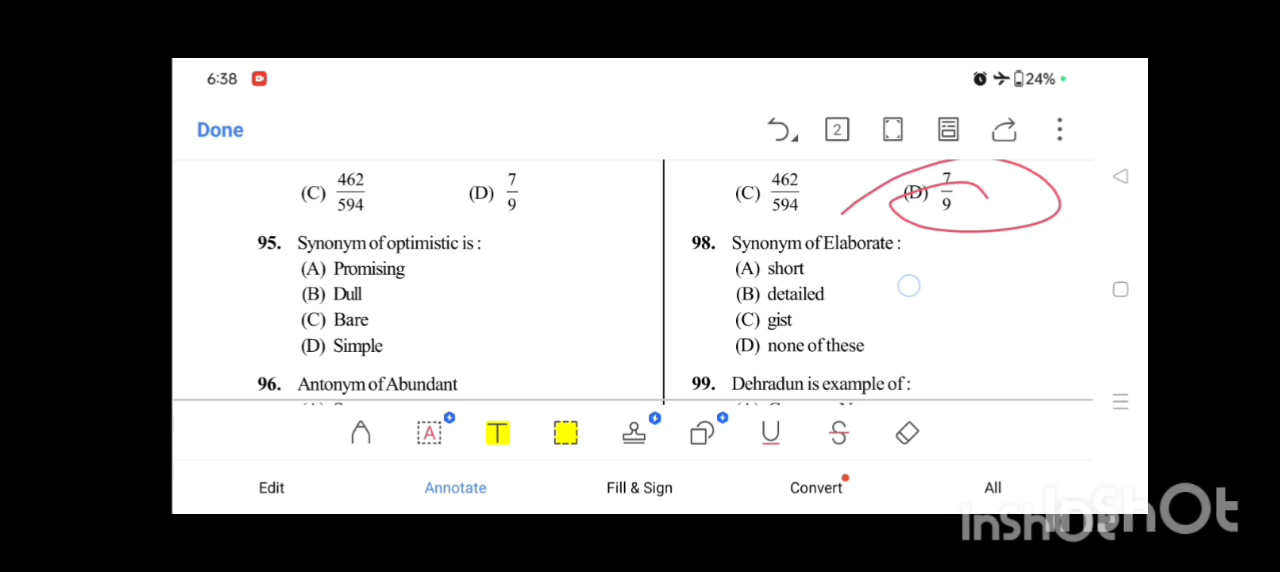 6:38
24%
Done
2
(C) 462/594 (D) 7/9
95. Synonym of optimistic is :
(A) Promising
(B) Dull
(C) Bare
(D) Simple
96. Antonym of Abundant
(C) 462/594 (D) 7/9
98. Synonym of Elaborate :
(A) short
(B) detailed
(C) gist
(D) none of these
99. Dehradun is example of :
A T U S
Edit Annotate Fill & Sign Convert All
InShOt